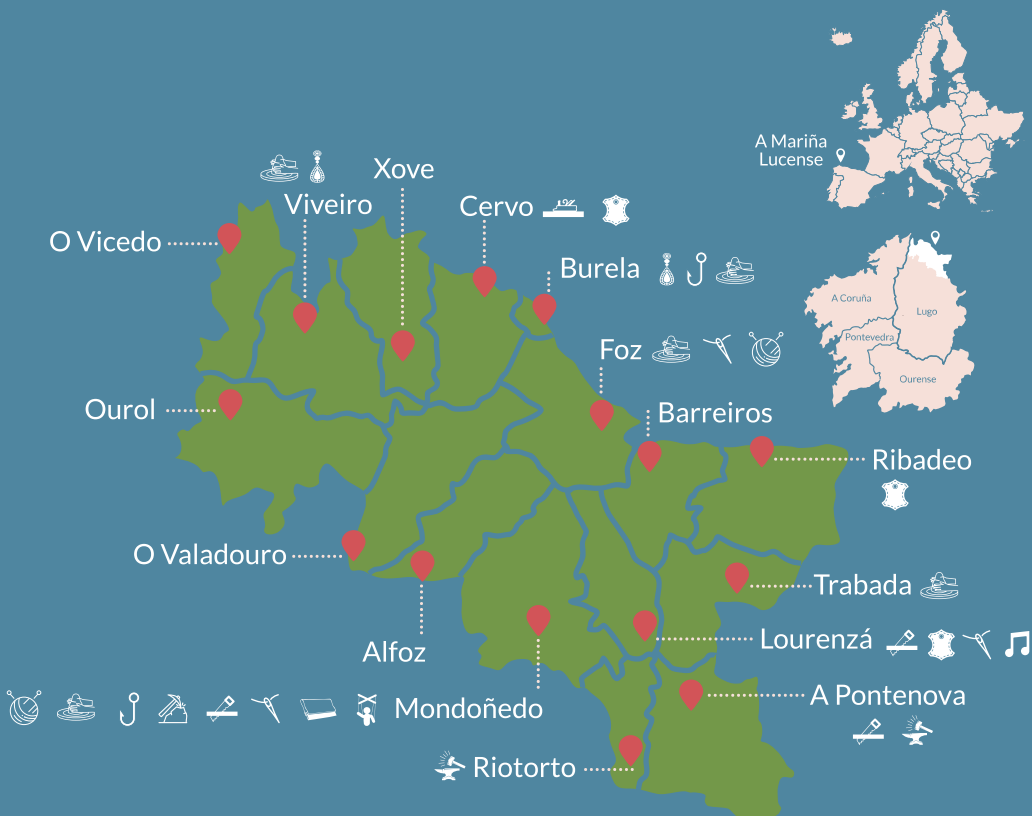 A Mariña
Lucense
Xove
Viveiro
Cervo
O Vicedo
Burela
A Coruña
Lugo
Pontevedra
Foz
Ourense
Ourol
Barreiros
Ribadeo
O Valadouro
Trabada
Lourenzá
Alfoz
A Pontenova
Mondoñedo
Riotorto